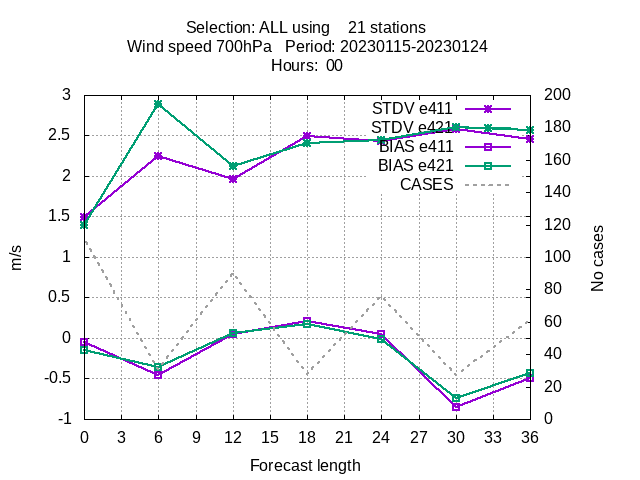 Selection: ALL using    21 stations
Wind speed 700hPa   Period: 20230115-20230124
Hours:  00
STDV e411
STDV e421
BIAS e411
BIAS e421
CASES
3
2.5
2
1.5
1
0.5
0
-0.5
-1
m/s
200
180
160
140
120
100
80
60
40
20
0
No cases
0 3 6 9 12 15 18 21 24 27 30 33 36
Forecast length